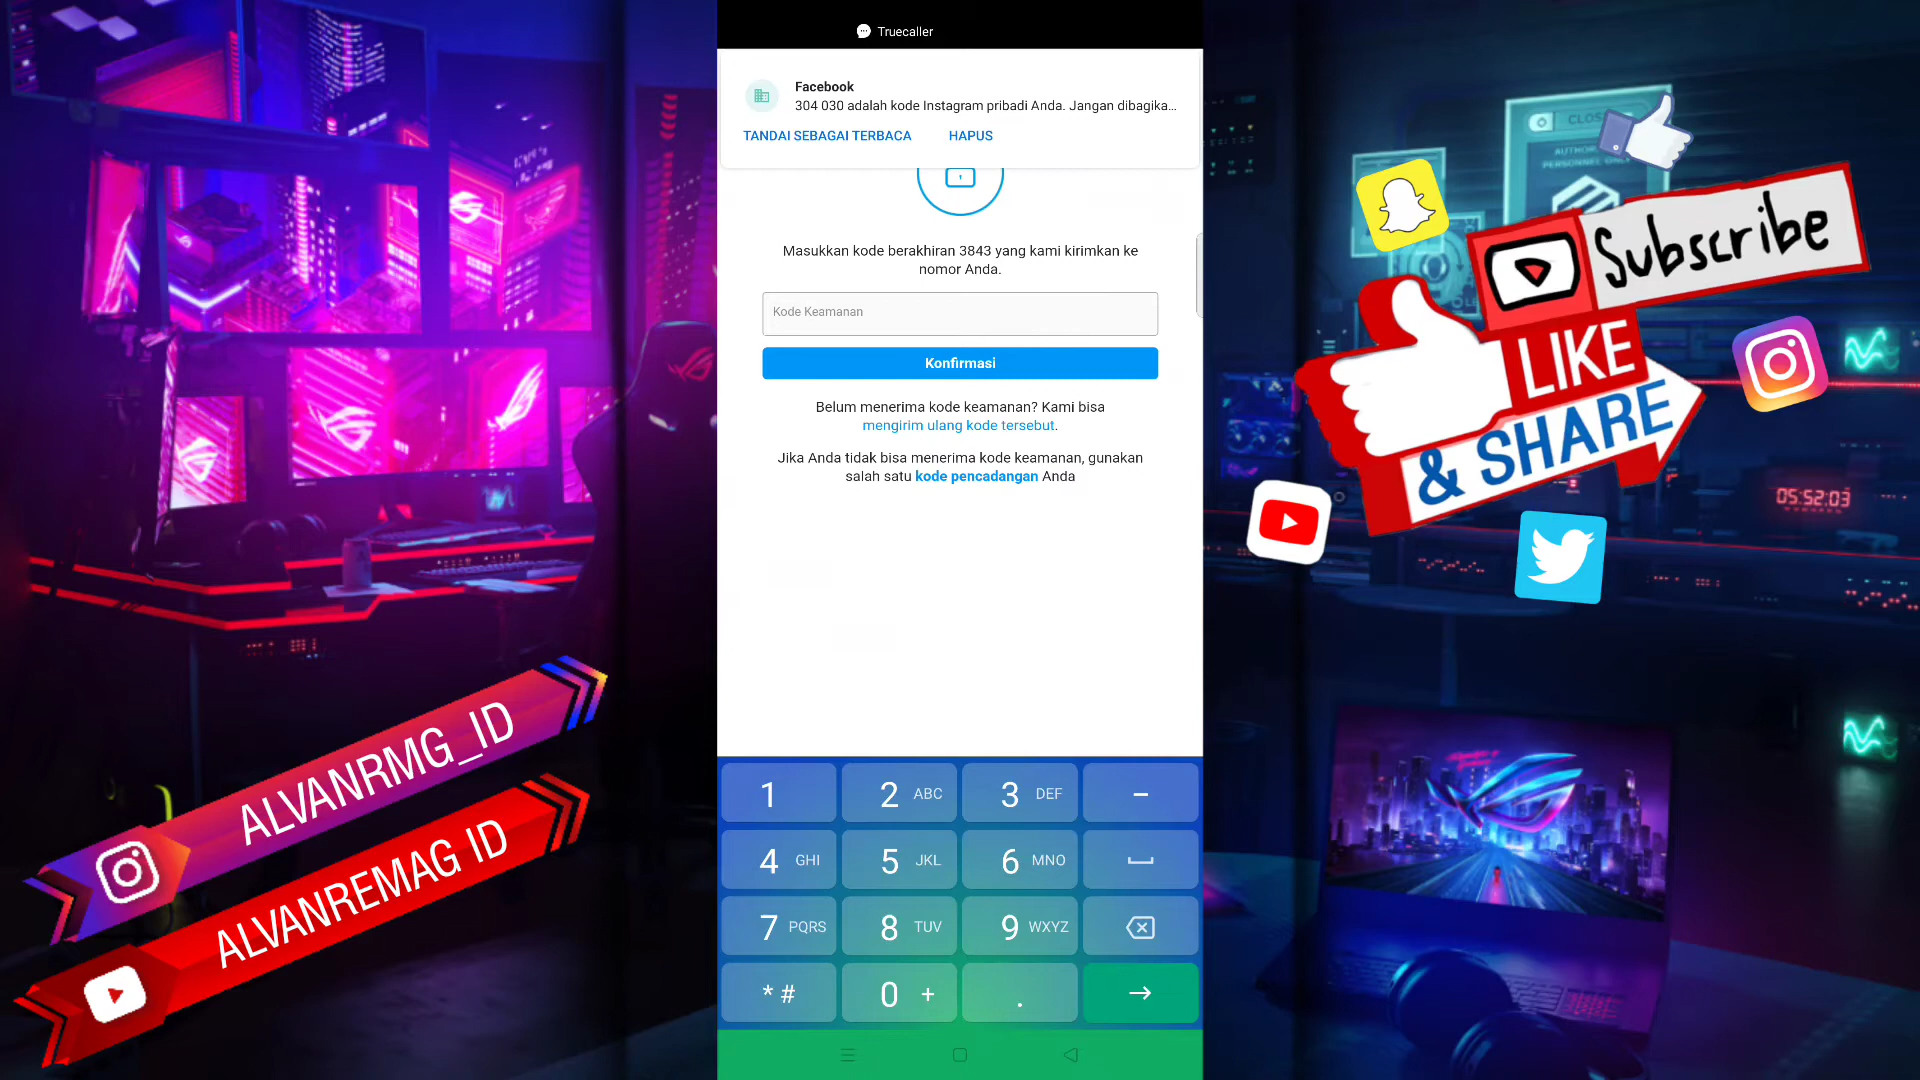 Truecaller
Facebook
304 030 adalah kode Instagram pribadi Anda. Jangan dibagika...
TANDAI SEBAGAI TERBACA HAPUS
Masukkan kode berakhiran 3843 yang kami kirimkan ke
nomor Anda.
Kode Keamanan
Konfirmasi
Belum menerima kode keamanan? Kami bisa
mengirim ulang kode tersebut.
Jika Anda tidak bisa menerima kode keamanan, gunakan
salah satu kode pencadangan Anda
1 2 ABC 3 DEF -
4 GHI 5 JKL 6 MNO
7 PQRS 8 TUV 9 WXYZ
* # 0 + .
ALVANRMG_ID
ALVANREMAG ID
Subscribe
LIKE
& SHARE
05:52:03